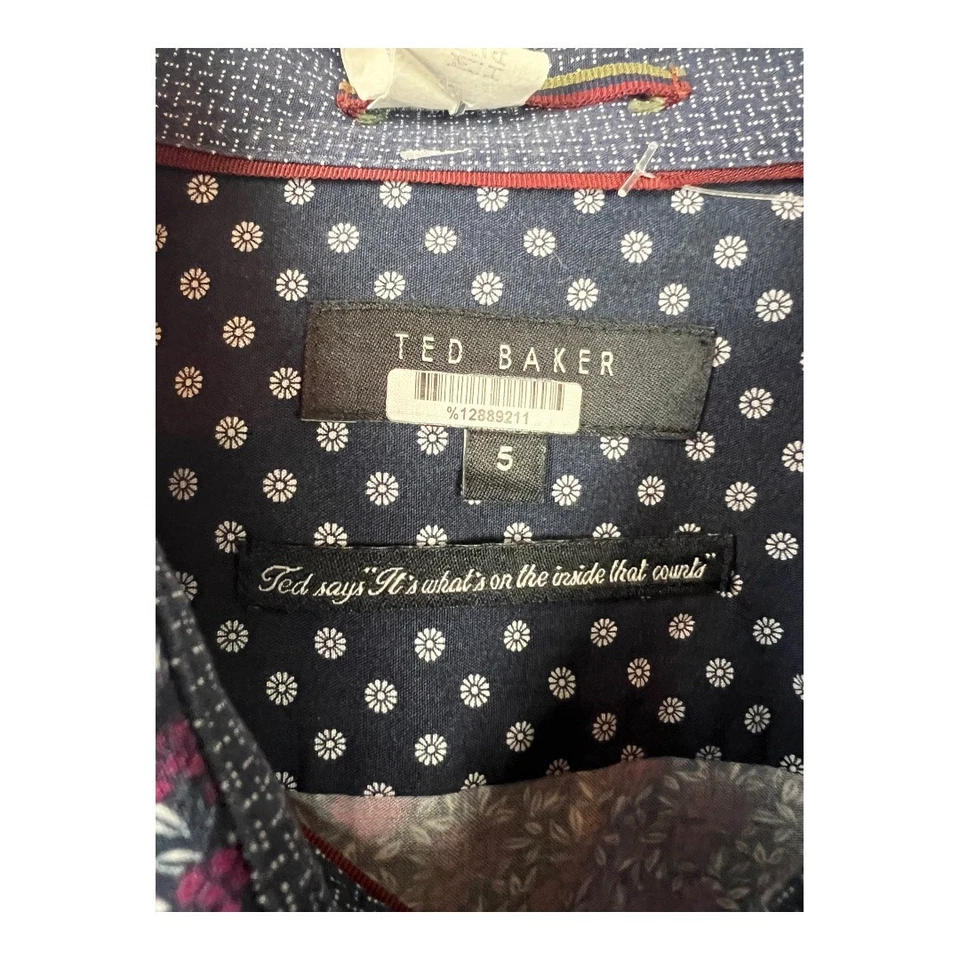 TED BAKER
%12889211
5
Ted says "It's what's on the inside that counts"